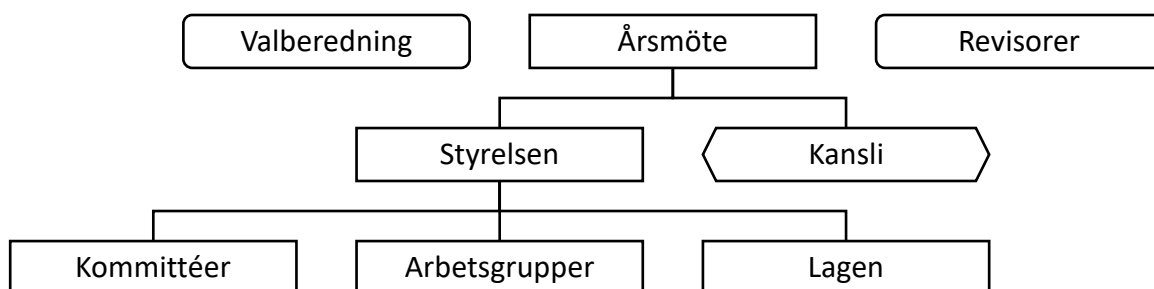 Valberedning
Årsmöte
Revisorer
Styrelsen
Kansli
Kommittéer
Arbetsgrupper
Lagen